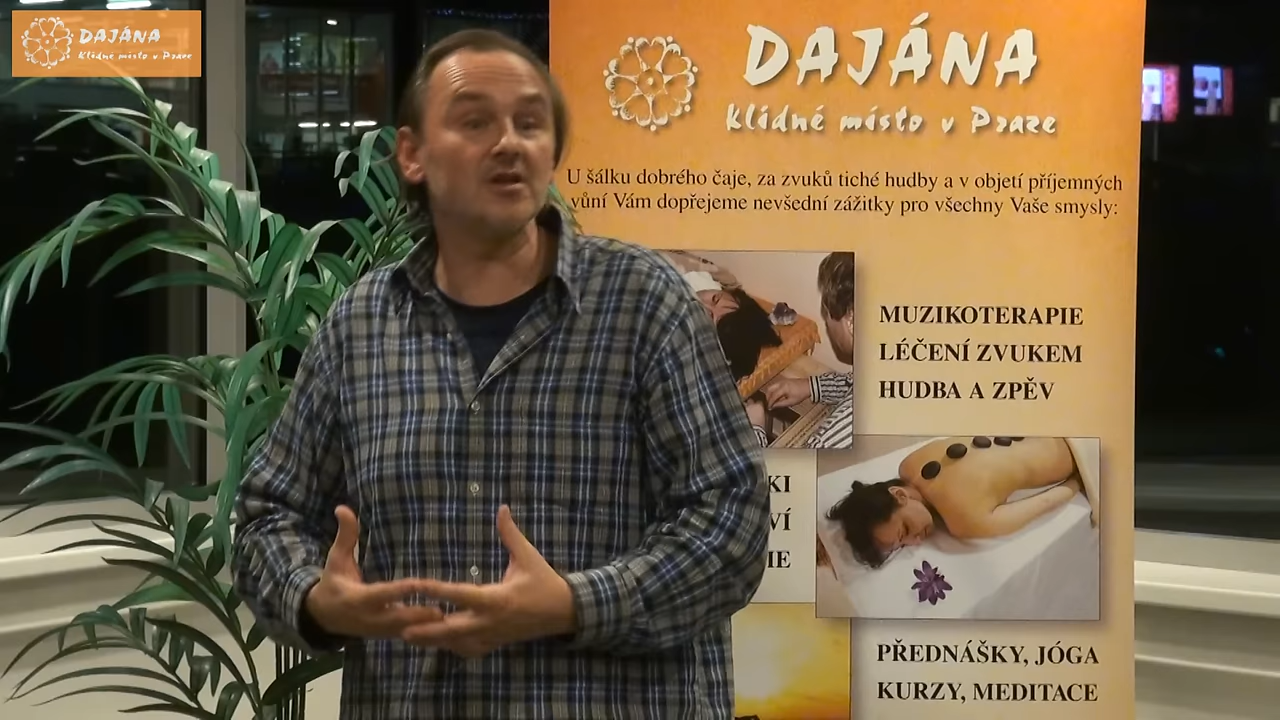 DAJÁNA
Klidné místo v Praze
DAJÁNA
Klidné místo v Praze
U šálku dobrého čaje, za zvuků tiché hudby a v objetí příjemných
vůní Vám dopřejeme nevšední zážitky pro všechny Vaše smysly:
MUZIKOTERAPIE
LÉČENÍ ZVUKEM
HUDBA A ZPĚV
KI
VÍ
IE
PŘEDNÁŠKY, JÓGA
KURZY, MEDITACE